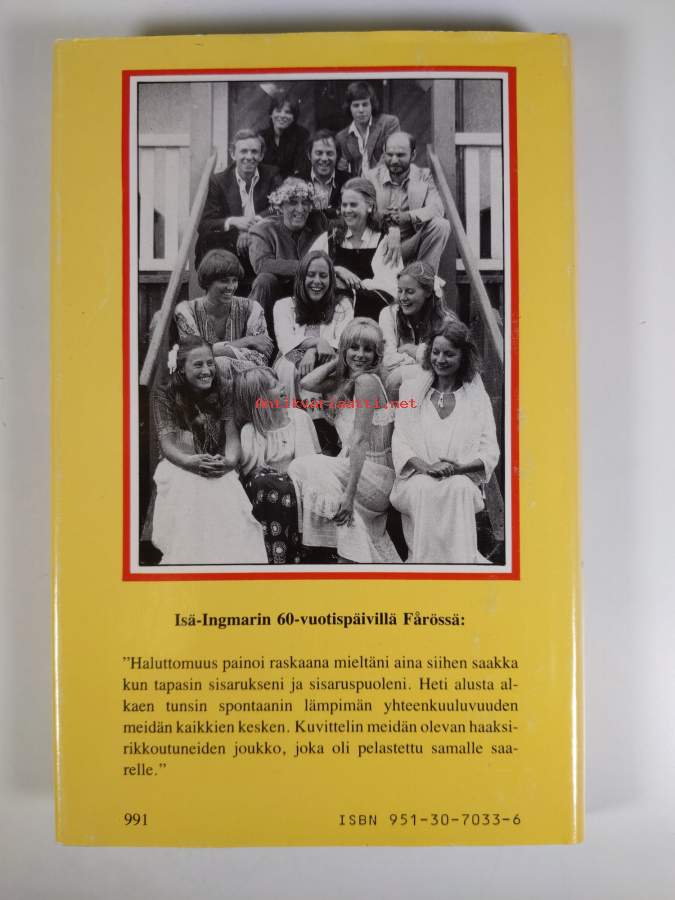 antikvariaatti.net
Isä-Ingmarin 60-vuotispäivillä Fårössä:
”Haluttomuus painoi raskaana mieltäni aina siihen saakka
kun tapasin sisarukseni ja sisaruspuoleni. Heti alusta al-
kaen tunsin spontaanin lämpimän yhteenkuuluvuuden
meidän kaikkien kesken. Kuvittelin meidän olevan haaksi-
rikkoutuneiden joukko, joka oli pelastettu samalle saa-
relle.”
991 ISBN 951-30-7033-6